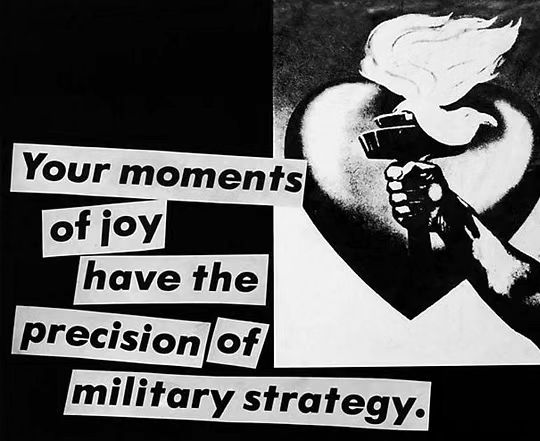 Your moments
of joy
have the
precision of
military strategy.